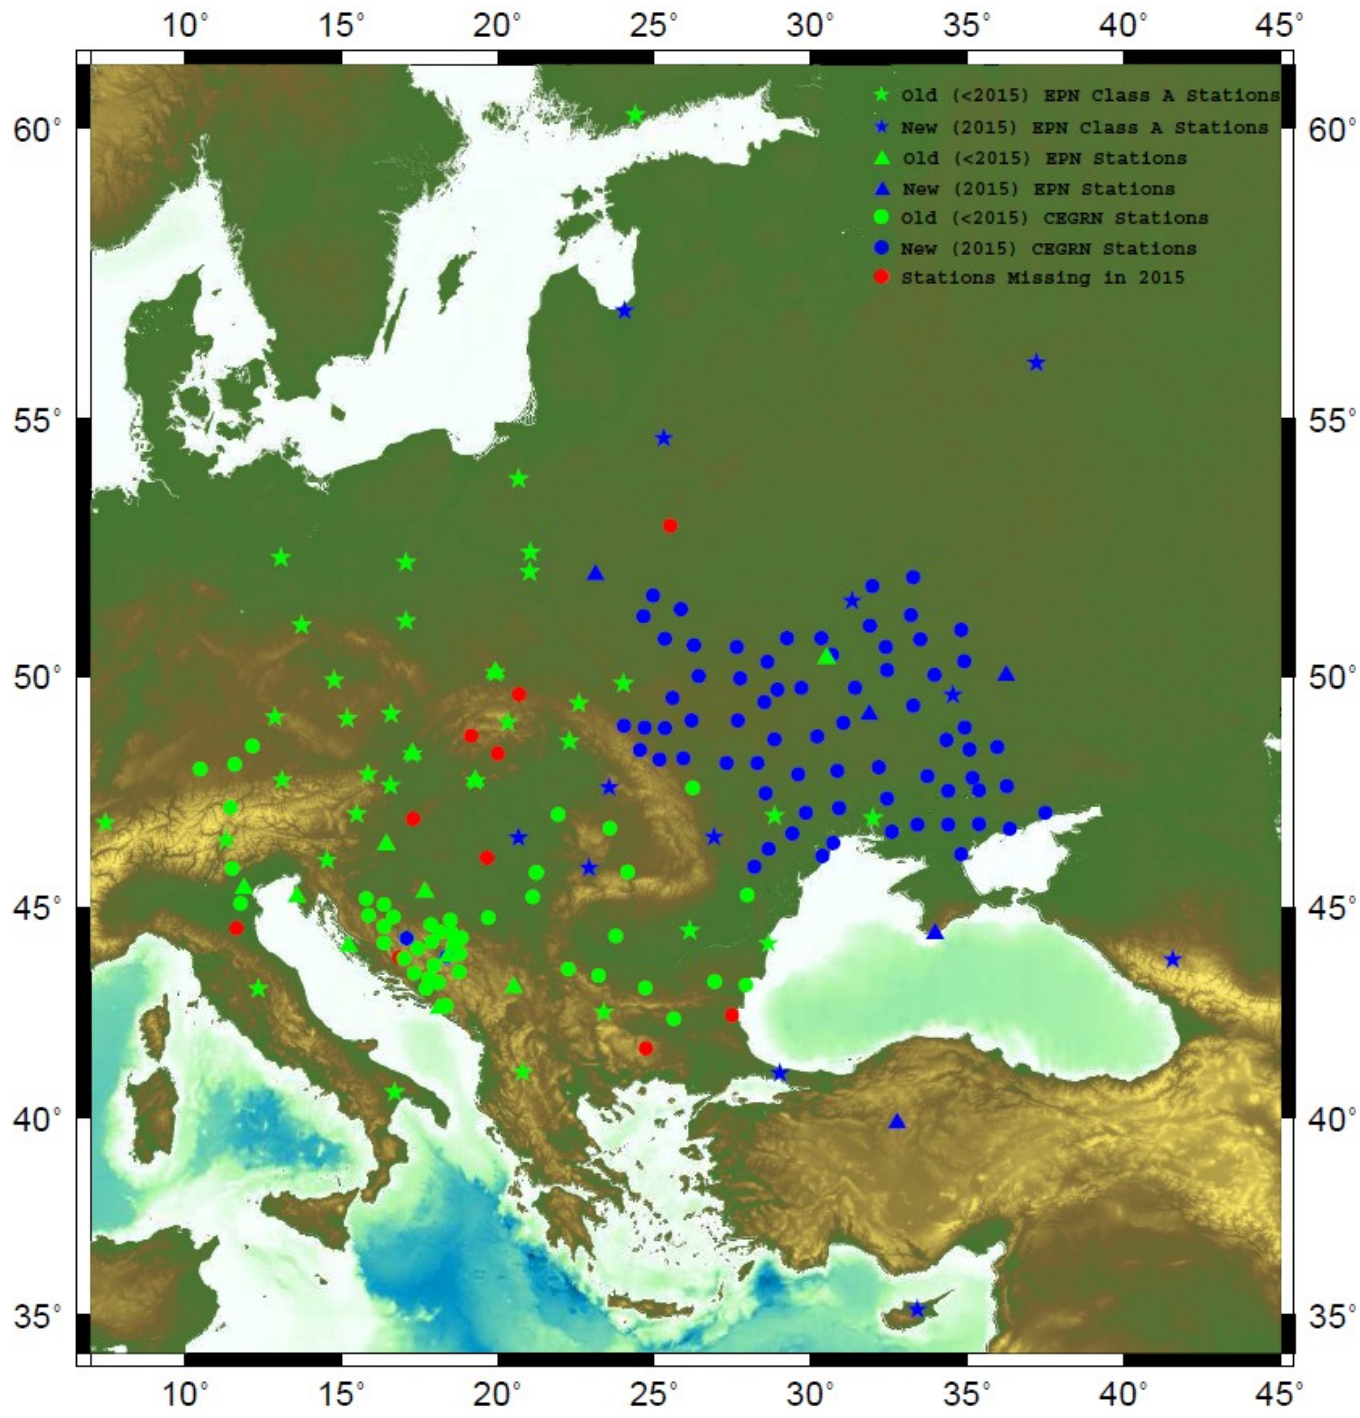 10° 15° 20° 25° 30° 35° 40° 45°
Old (<2015) EPN Class A Stations
60° New (2015) EPN Class A Stations 60°
Old (<2015) EPN Stations
New (2015) EPN Stations
Old (<2015) CEGRN Stations
New (2015) CEGRN Stations
Stations Missing in 2015
55° 55°
50° 50°
45° 45°
40° 40°
35° 35°
10° 15° 20° 25° 30° 35° 40° 45°